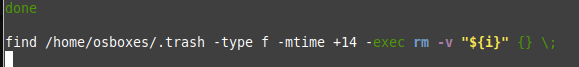 done
find /home/osboxes/.trash -type f -mtime +14 -exec rm -v "${i}" {} \;